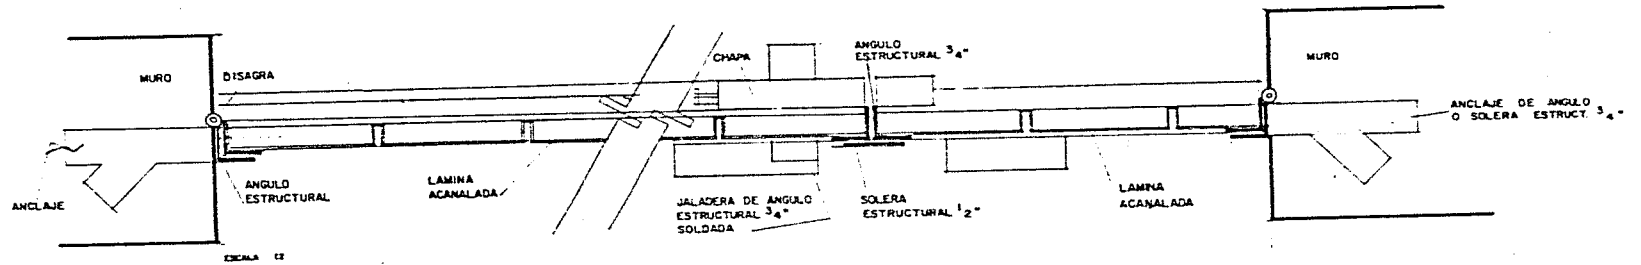 MURO
BISAGRA
CHAPA
ANGULO
ESTRUCTURAL 3/4"
MURO
ANCLAJE DE ANGULO
O SOLERA ESTRUCT. 3/4"
ANCLAJE
ANGULO
ESTRUCTURAL
LAMINA
ACANALADA
JALADERA DE ANGULO
ESTRUCTURAL 3/4"
SOLDADA
SOLERA
ESTRUCTURAL 1/2"
LAMINA
ACANALADA
ESCALA